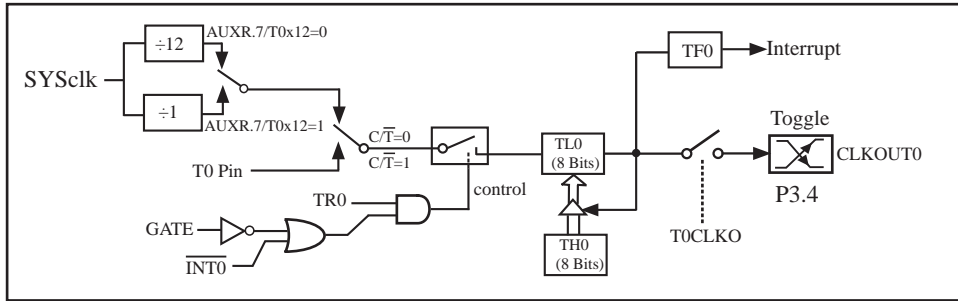 AUXR.7/T0x12=0
÷12
SYSclk
÷1
AUXR.7/T0x12=1
C/T̅=0
C/T̅=1
T0 Pin
TR0
control
GATE
I̅N̅T̅0̅
TL0
(8 Bits)
TH0
(8 Bits)
TF0
Interrupt
Toggle
CLKOUT0
P3.4
T0CLKO